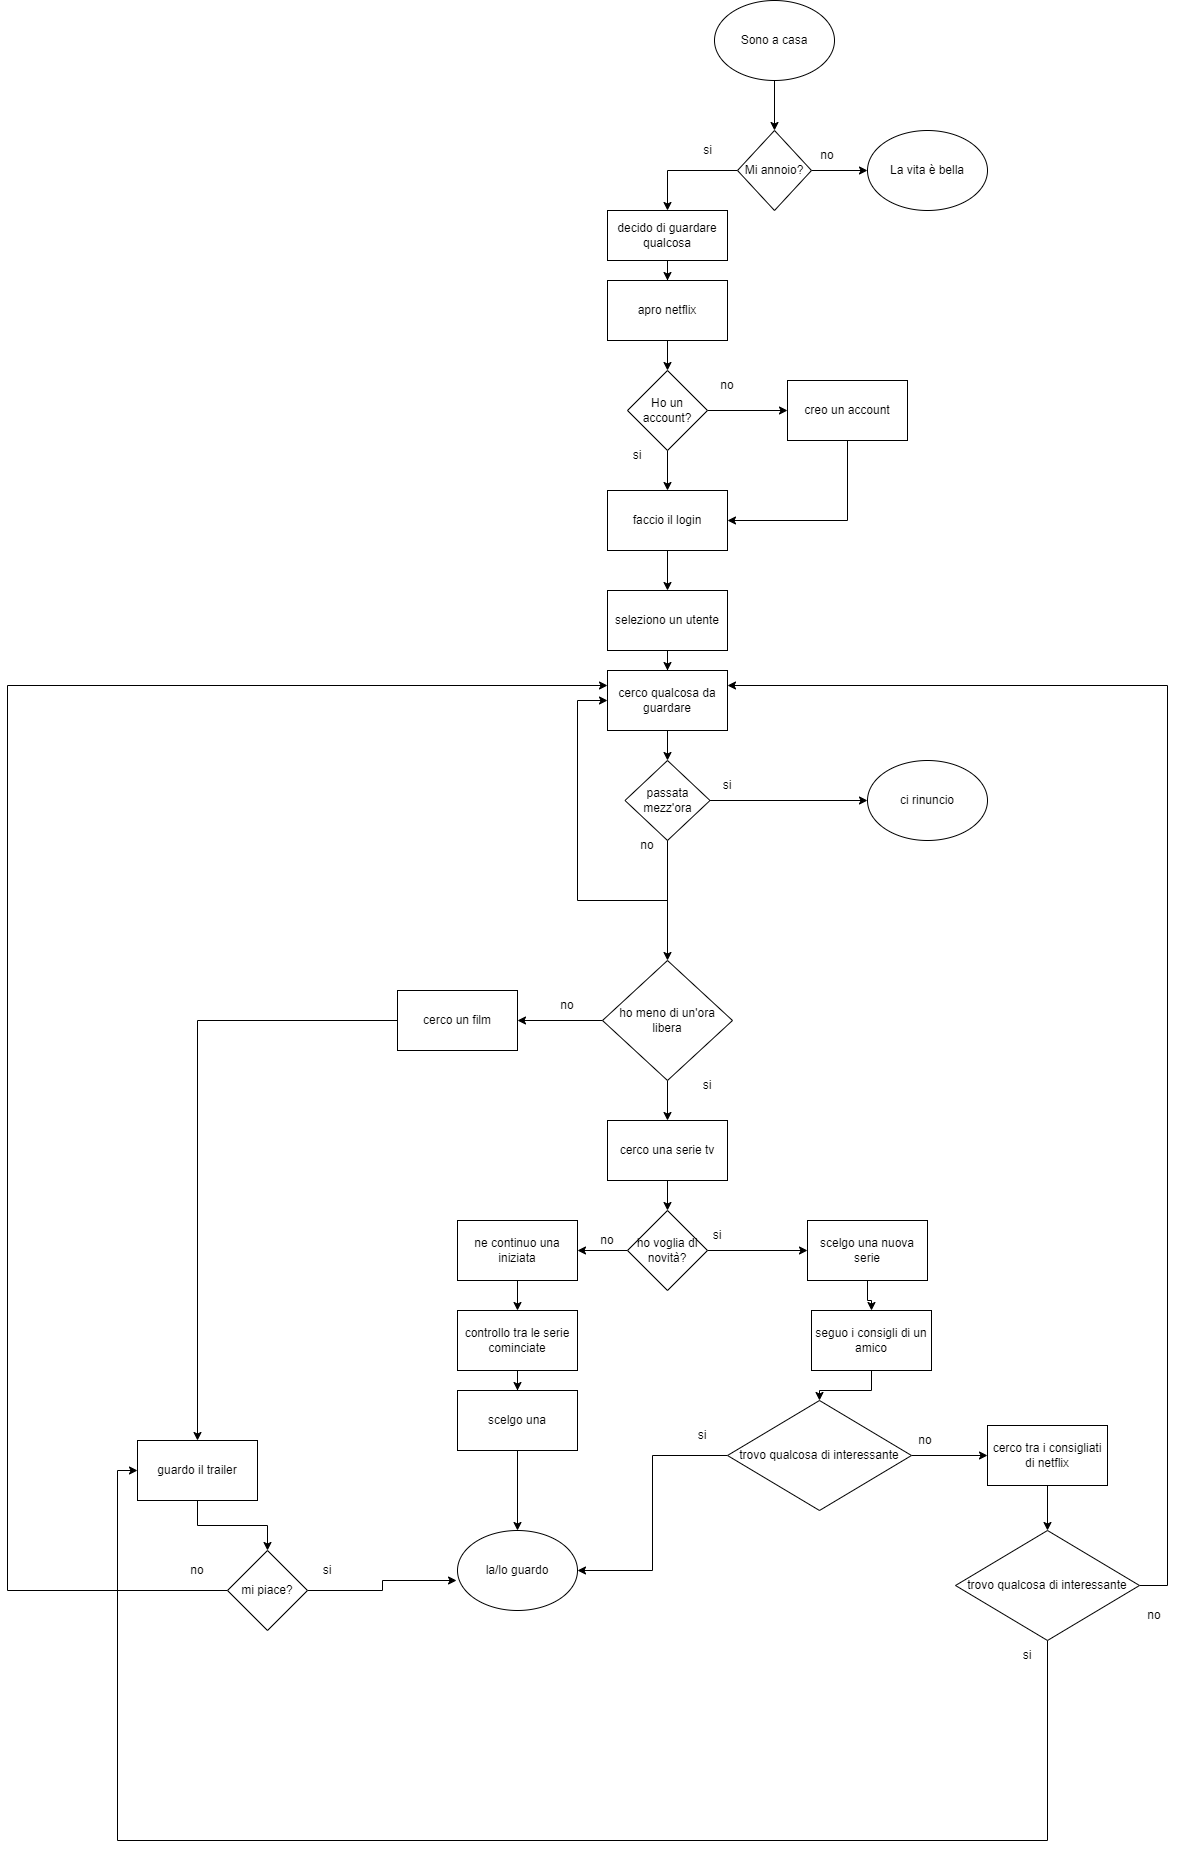 Sono a casa
si
Mi annoio?
no
La vita è bella
decido di guardare
qualcosa
apro netflix
Ho un
account?
no
creo un account
si
faccio il login
seleziono un utente
cerco qualcosa da
guardare
passata
mezz'ora
si
ci rinuncio
no
ho meno di un'ora
libera
no
cerco un film
si
cerco una serie tv
ho voglia di
novità?
no
si
ne continuo una
iniziata
scelgo una nuova
serie
controllo tra le serie
cominciate
seguo i consigli di un
amico
scelgo una
si
trovo qualcosa di interessante
no
cerco tra i consigliati
di netflix
guardo il trailer
no
mi piace?
si
la/lo guardo
trovo qualcosa di interessante
no
si